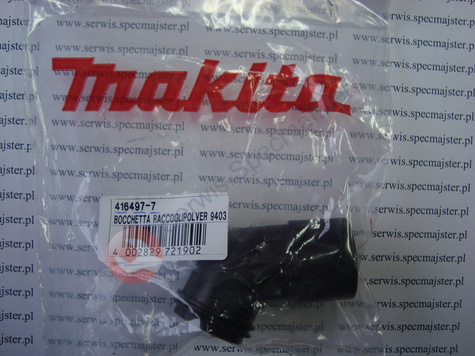 www.serwis.specmajster.pl
makita
416497-7
BOCCHETTA RACCOGLIPOLVER 9403
4 002829 721902